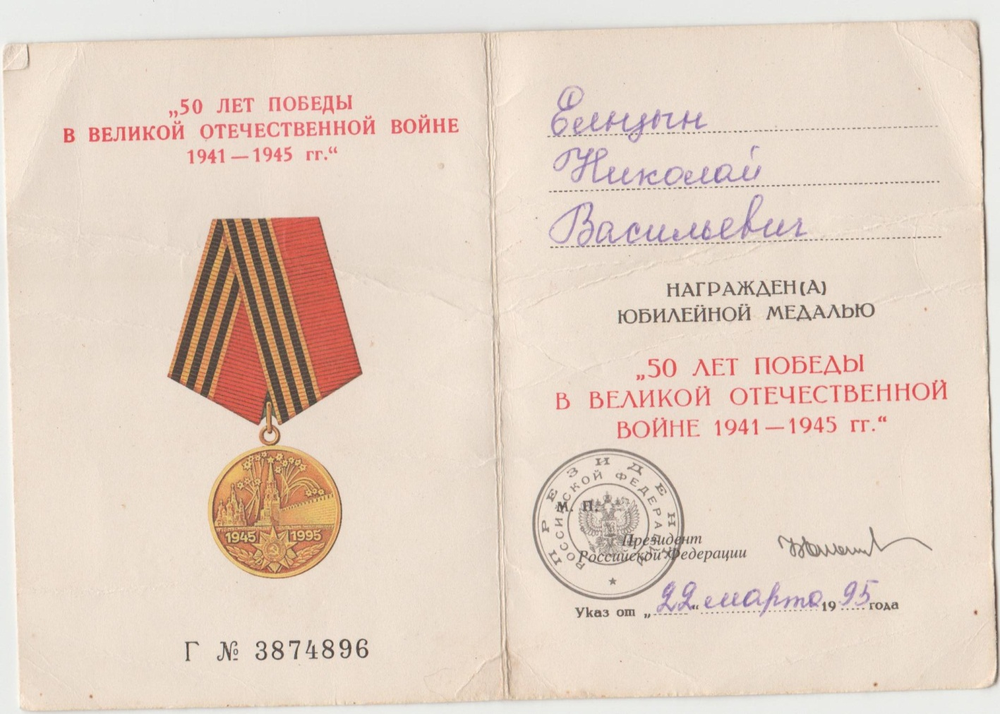 „50 ЛЕТ ПОБЕДЫ
В ВЕЛИКОЙ ОТЕЧЕСТВЕННОЙ ВОЙНЕ
1941 — 1945 гг.“
1945 1995
Г № 3874896
Елицын
Николай
Васильевич
НАГРАЖДЕН(А)
ЮБИЛЕЙНОЙ МЕДАЛЬЮ
„50 ЛЕТ ПОБЕДЫ
В ВЕЛИКОЙ ОТЕЧЕСТВЕННОЙ
ВОЙНЕ 1941 — 1945 гг.“
ПРЕЗИДЕНТ
РОССИЙСКОЙ ФЕДЕРАЦИИ
М. П.
Президент
Российской Федерации
Указ от „22“ марта 1995 года